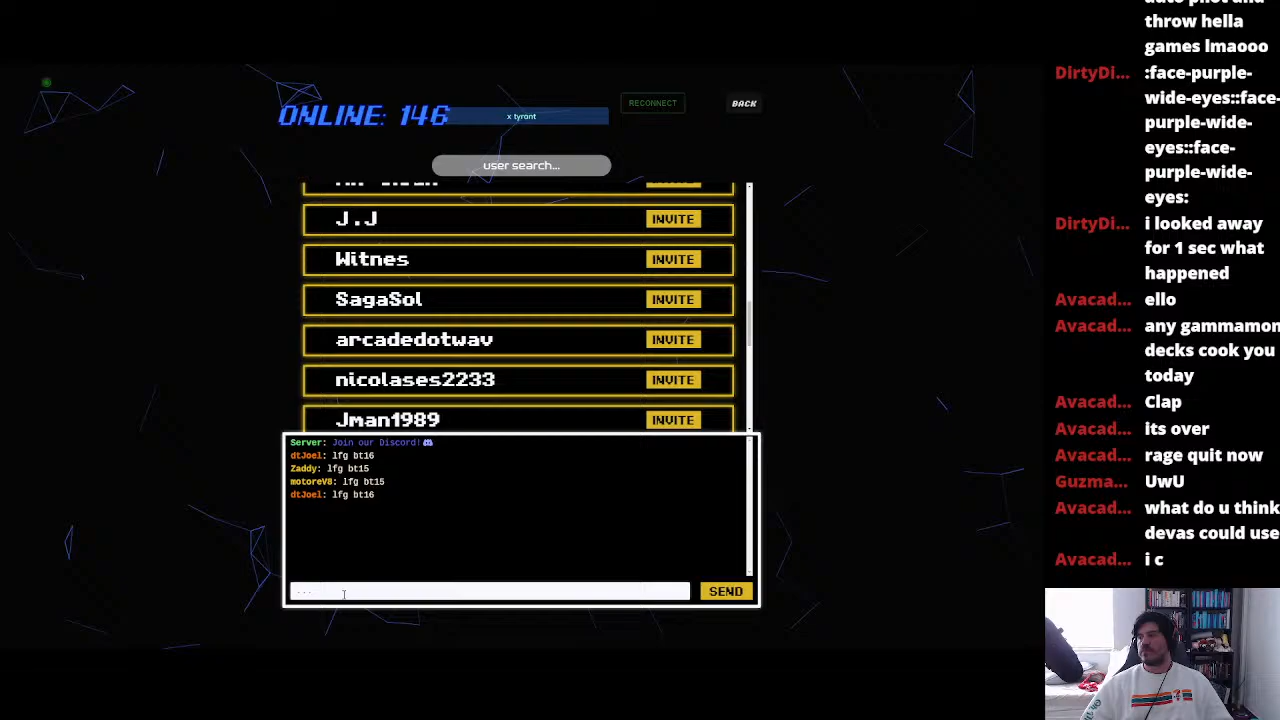 ONLINE: 146
x tyront
RECONNECT
BACK
user search...
INVITE
J.J INVITE
Witnes INVITE
SagaSol INVITE
arcadedotwav INVITE
nicolases2233 INVITE
Jman1989 INVITE
Server: Join our Discord!
dtJoel: lfg bt16
Zaddy: lfg bt15
motoreV8: lfg bt15
dtJoel: lfg bt16
...
SEND
throw hella
games lmaooo
DirtyDi... :face-purple-
wide-eyes::face-
purple-wide-
eyes::face-
purple-wide-
eyes:
DirtyDi... i looked away
for 1 sec what
happened
Avacad... ello
Avacad... any gammamon
decks cook you
today
Avacad... Clap
Avacad... its over
Avacad... rage quit now
Guzma... UwU
Avacad... what do u think
devas could use
Avacad... i c